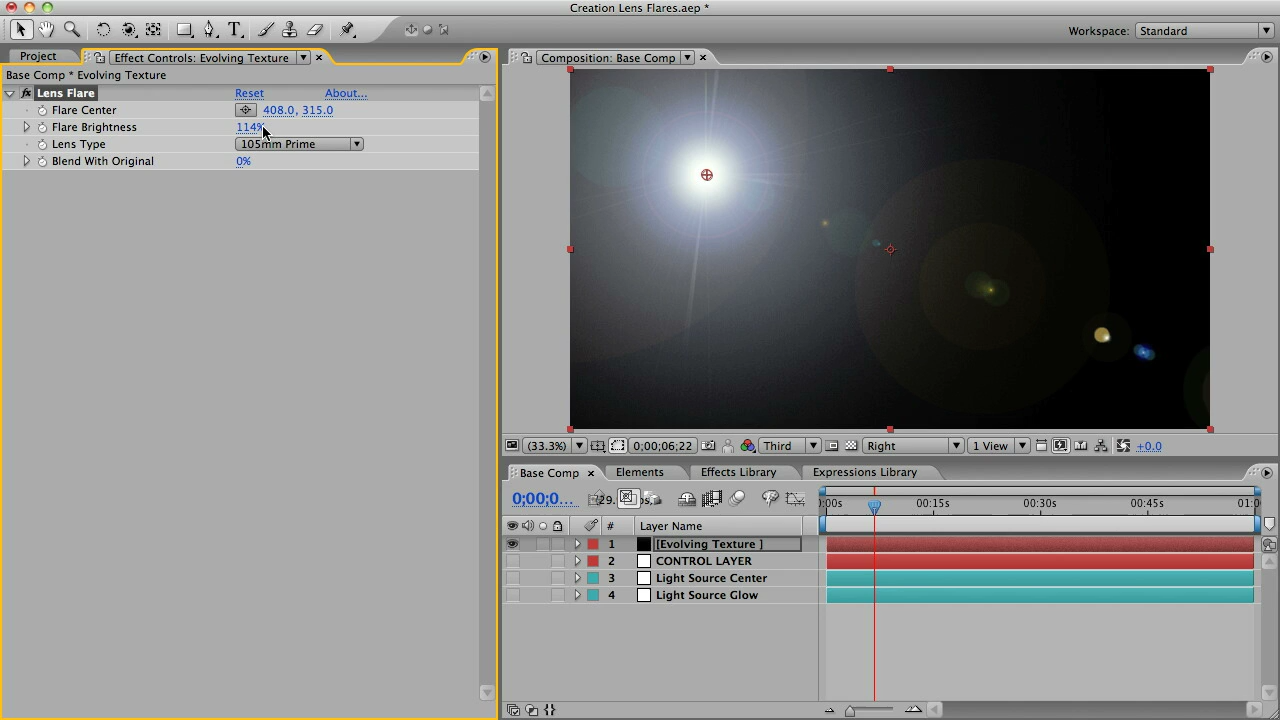 Creation Lens Flares.aep *
T
Workspace: Standard
Project
Effect Controls: Evolving Texture
Base Comp * Evolving Texture
fx Lens Flare Reset About...
Flare Center 408.0, 315.0
Flare Brightness 114%
Lens Type 105mm Prime
Blend With Original 0%
Composition: Base Comp
(33.3%) 0;00;06;22 Third Right 1 View +0.0
Base Comp Elements Effects Library Expressions Library
0;00;0...
:00s 00:15s 00:30s 00:45s 01:0
# Layer Name
1 [Evolving Texture ]
2 CONTROL LAYER
3 Light Source Center
4 Light Source Glow